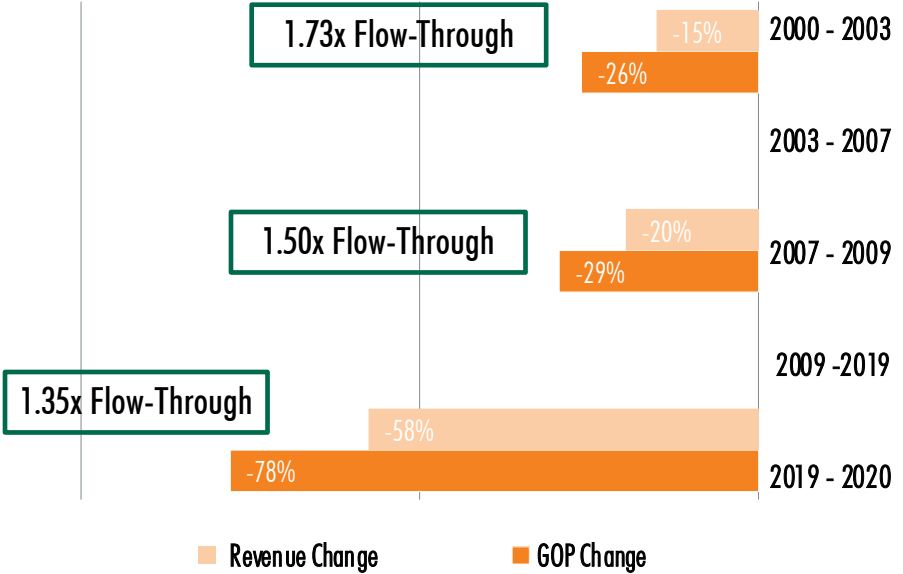 1.73x Flow-Through
-15%
2000 - 2003
-26%
2003 - 2007
1.50x Flow-Through
-20%
2007 - 2009
-29%
2009 -2019
1.35x Flow-Through
-58%
-78%
2019 - 2020
Revenue Change
GOP Change